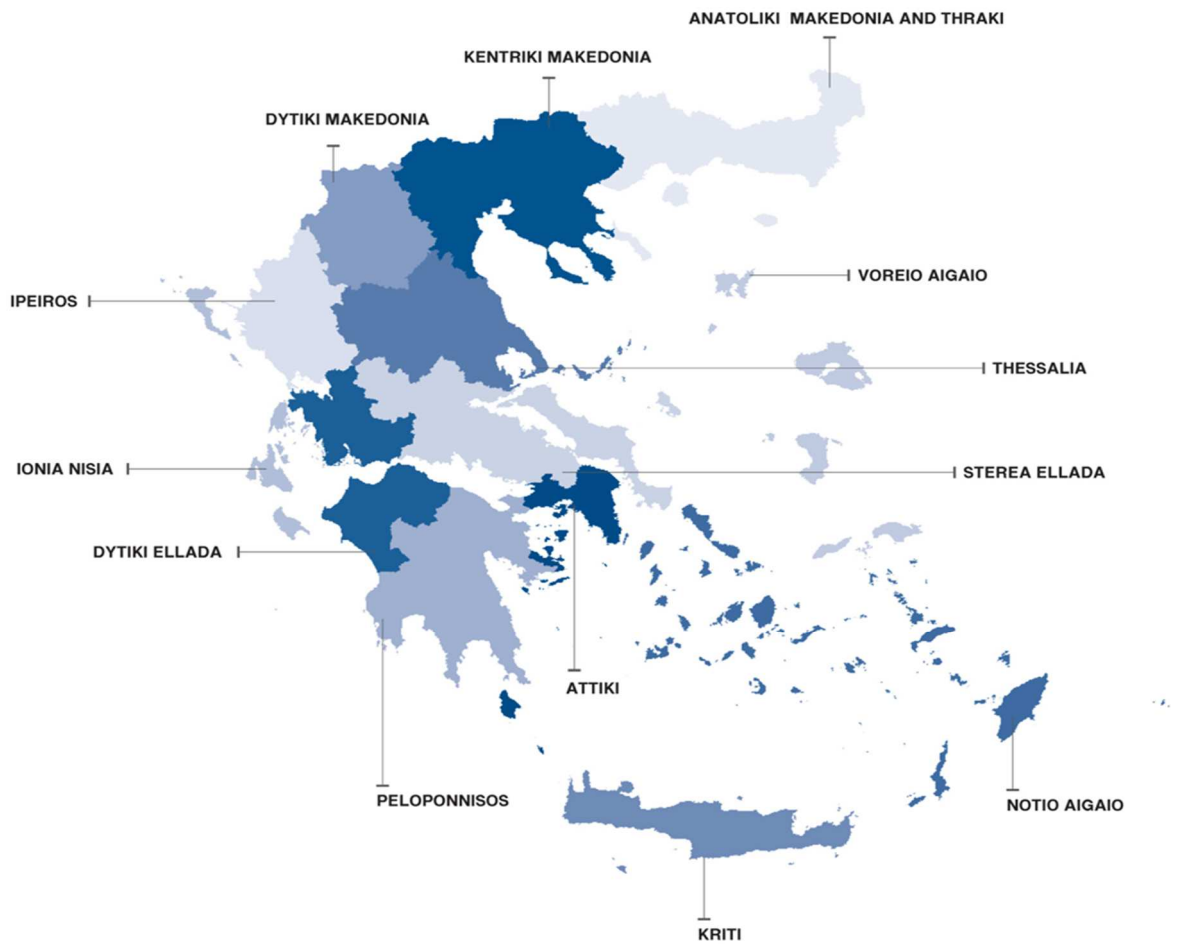 ANATOLIKI MAKEDONIA AND THRAKI
KENTRIKI MAKEDONIA
DYTIKI MAKEDONIA
VOREIO AIGAIO
IPEIROS
THESSALIA
IONIA NISIA
STEREA ELLADA
DYTIKI ELLADA
ATTIKI
PELOPONNISOS
NOTIO AIGAIO
KRITI